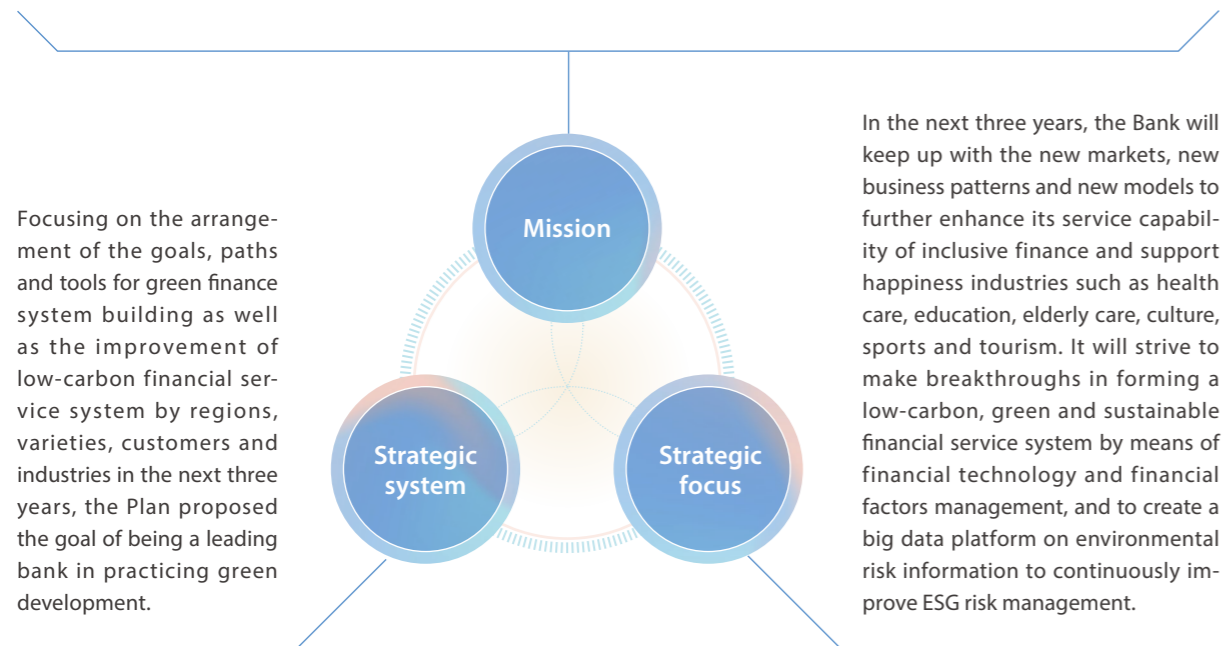 Focusing on the arrange-
ment of the goals, paths
and tools for green finance
system building as well
as the improvement of
low-carbon financial ser-
vice system by regions,
varieties, customers and
industries in the next three
years, the Plan proposed
the goal of being a leading
bank in practicing green
development.
Mission
Strategic
system
Strategic
focus
In the next three years, the Bank will
keep up with the new markets, new
business patterns and new models to
further enhance its service capabil-
ity of inclusive finance and support
happiness industries such as health
care, education, elderly care, culture,
sports and tourism. It will strive to
make breakthroughs in forming a
low-carbon, green and sustainable
financial service system by means of
financial technology and financial
factors management, and to create a
big data platform on environmental
risk information to continuously im-
prove ESG risk management.